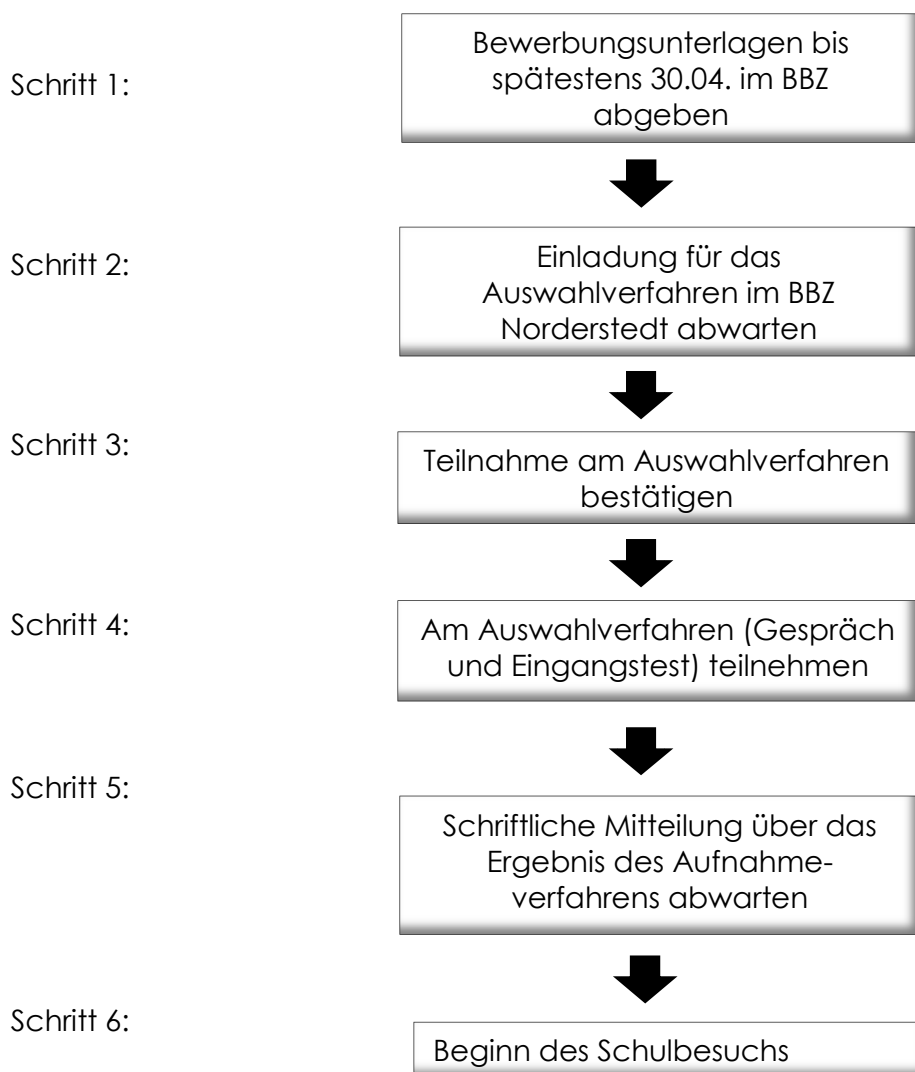 Schritt 1:
Bewerbungsunterlagen bis
spätestens 30.04. im BBZ
abgeben
Schritt 2:
Einladung für das
Auswahlverfahren im BBZ
Norderstedt abwarten
Schritt 3:
Teilnahme am Auswahlverfahren
bestätigen
Schritt 4:
Am Auswahlverfahren (Gespräch
und Eingangstest) teilnehmen
Schritt 5:
Schriftliche Mitteilung über das
Ergebnis des Aufnahme-
verfahrens abwarten
Schritt 6:
Beginn des Schulbesuchs